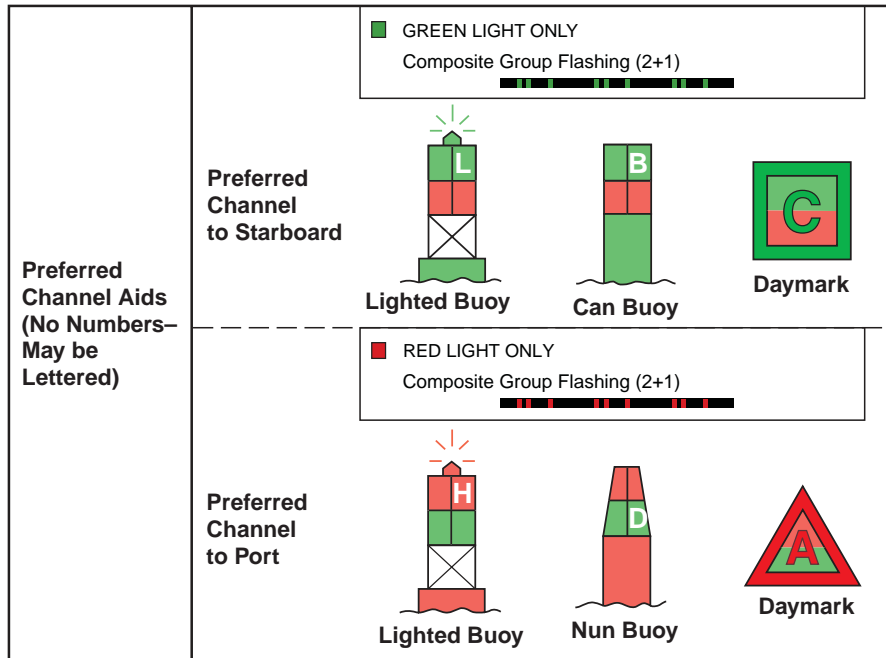 Preferred
Channel Aids
(No Numbers–
May be
Lettered)
Preferred
Channel
to Starboard
GREEN LIGHT ONLY
Composite Group Flashing (2+1)
L
B
C
Lighted Buoy
Can Buoy
Daymark
Preferred
Channel
to Port
RED LIGHT ONLY
Composite Group Flashing (2+1)
H
D
A
Lighted Buoy
Nun Buoy
Daymark